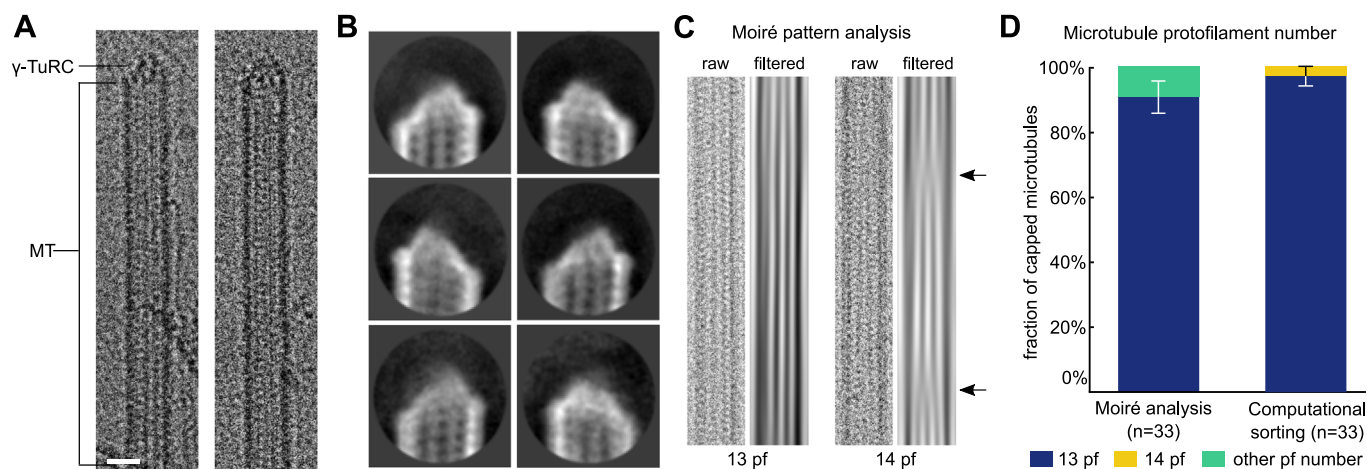 A
γ-TuRC
MT
B
C
Moiré pattern analysis
raw
filtered
raw
filtered
13 pf
14 pf
D
Microtubule protofilament number
fraction of capped microtubules
100%
80%
60%
40%
20%
0%
Moiré analysis
(n=33)
Computational
sorting (n=33)
13 pf
14 pf
other pf number